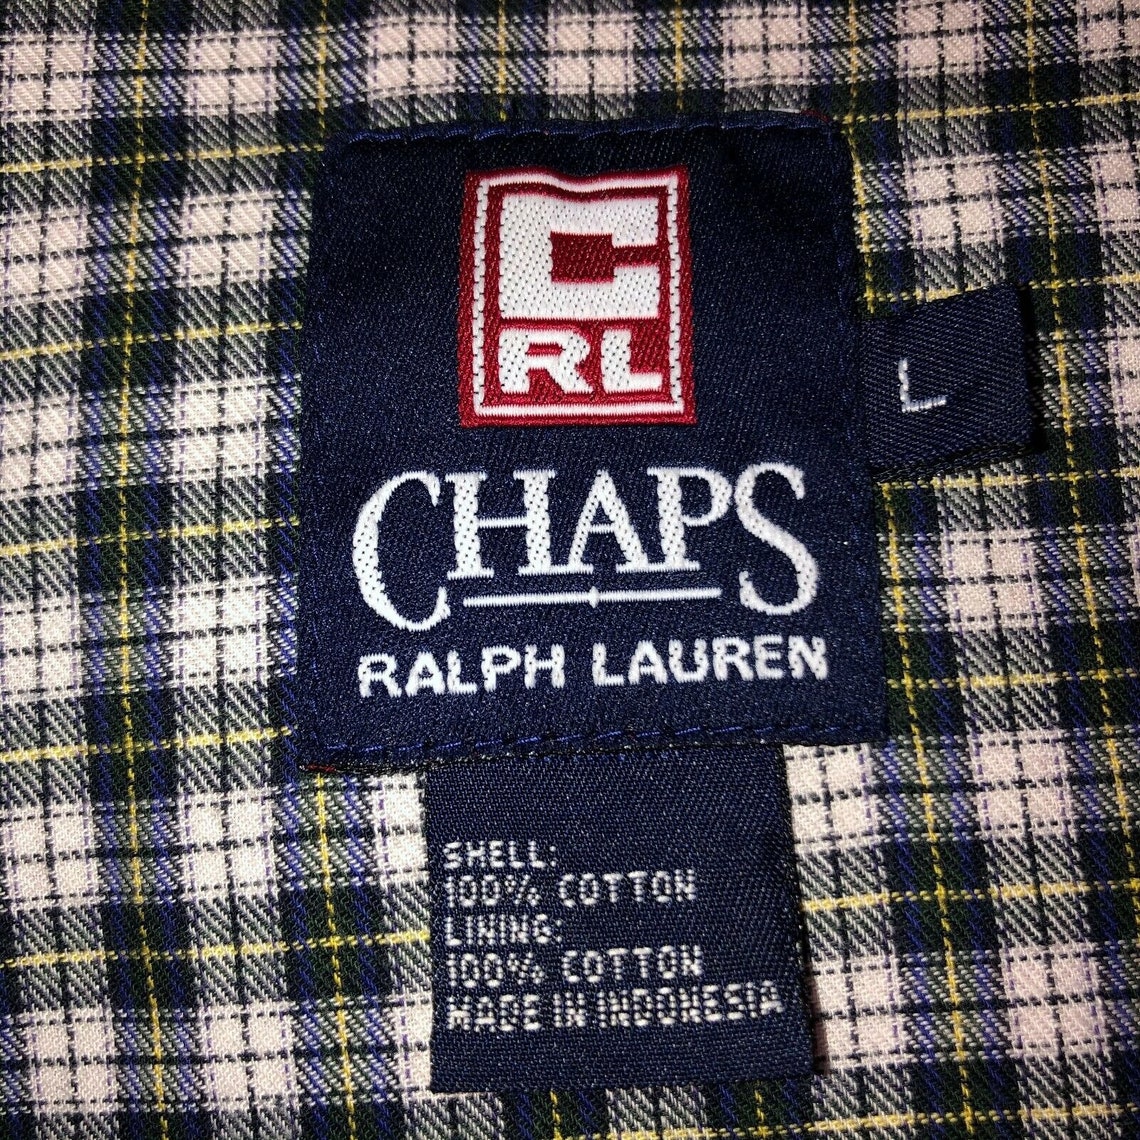 C
RL
L
CHAPS
RALPH LAUREN
SHELL:
100% COTTON
LINING:
100% COTTON
MADE IN INDONESIA